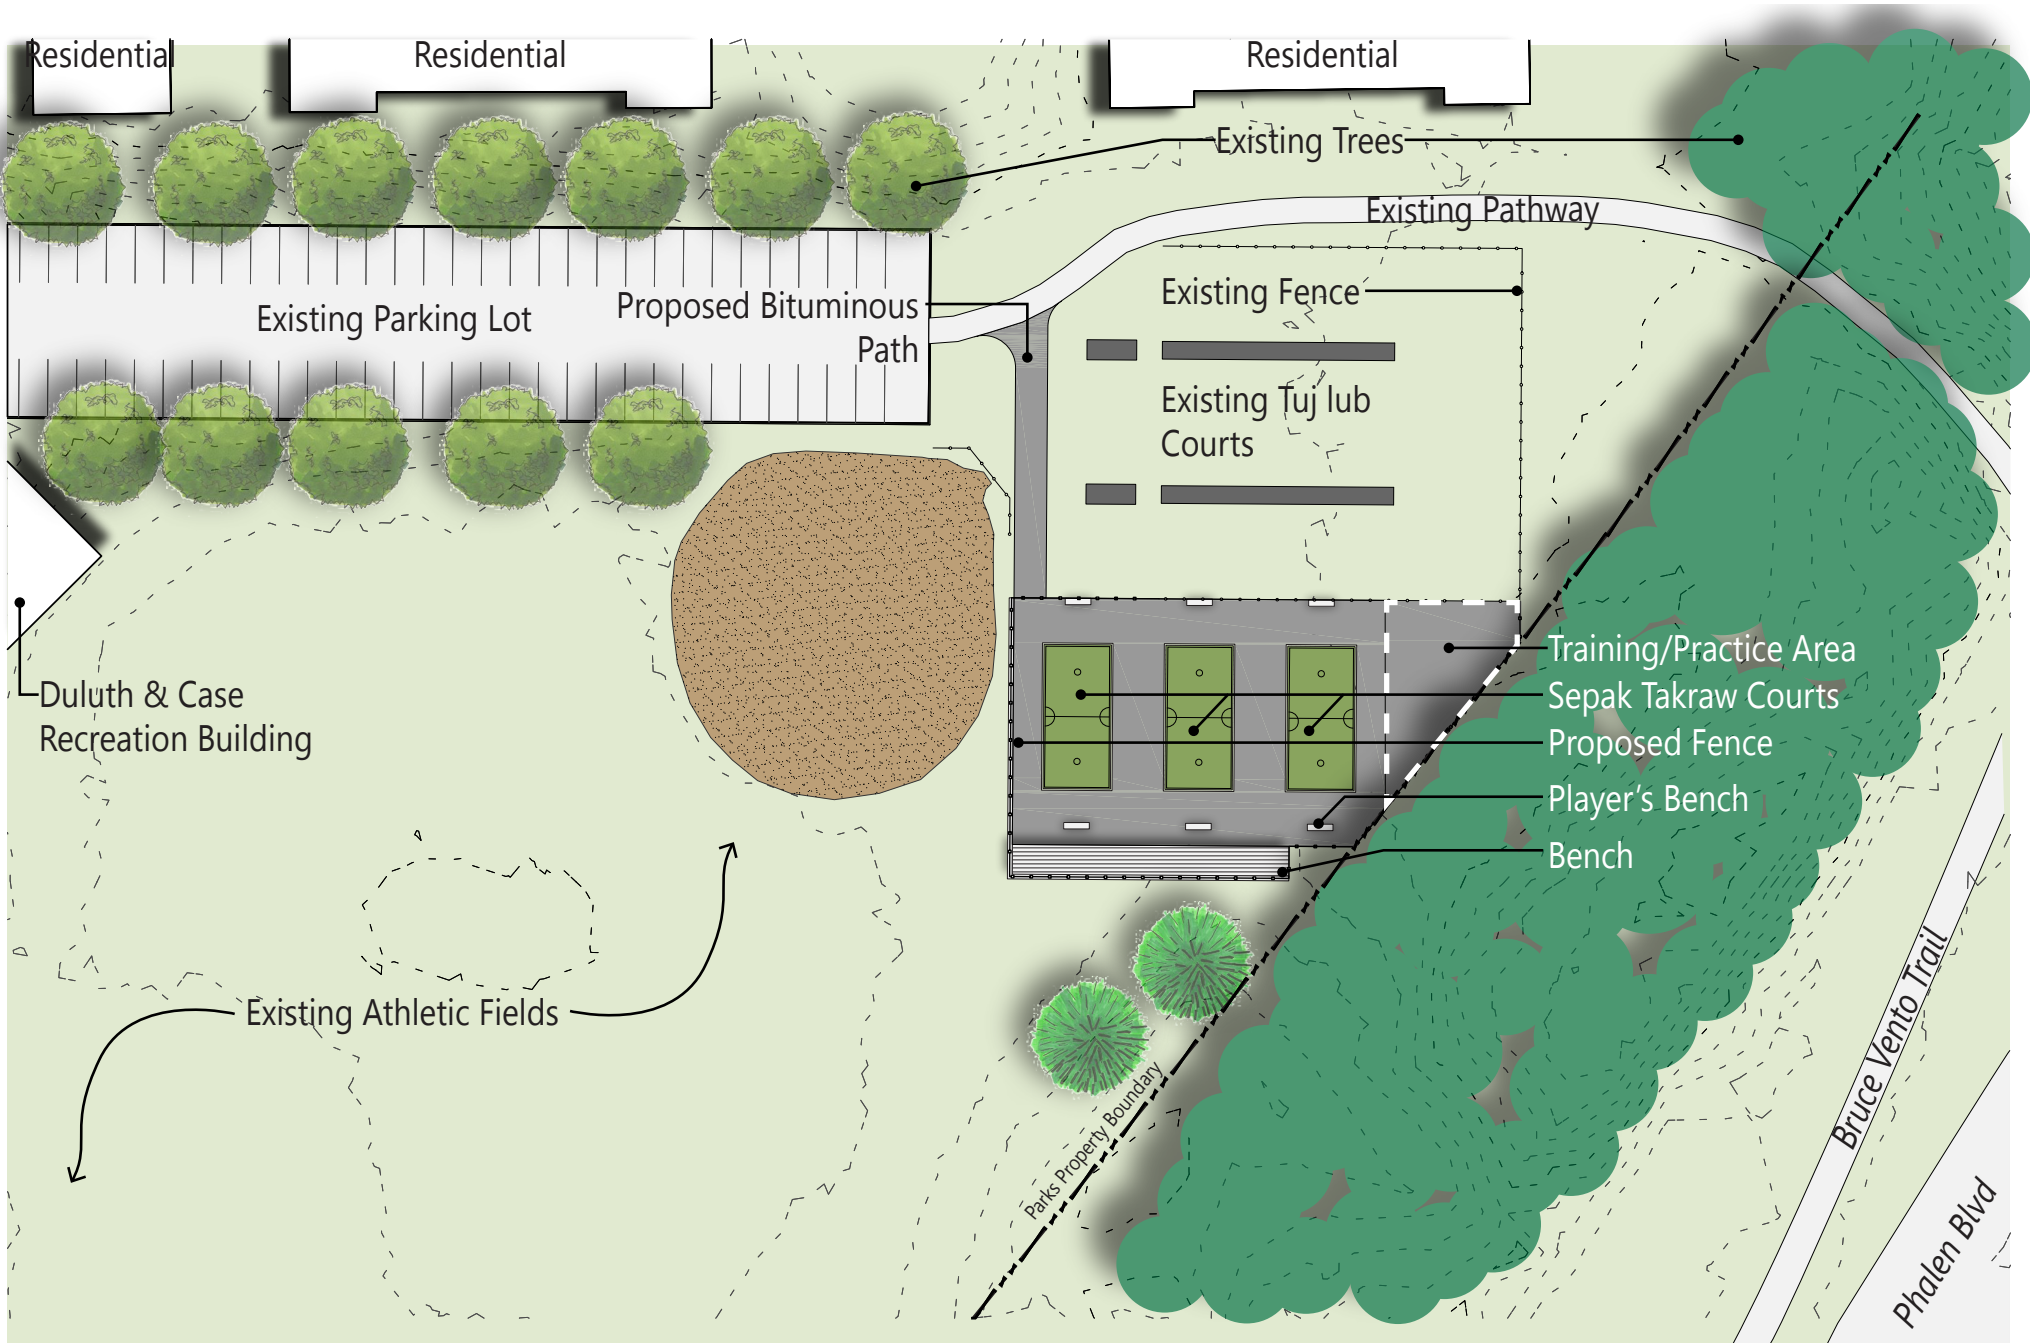 Residential
Residential
Residential
Existing Trees
Existing Pathway
Existing Fence
Proposed Bituminous
Path
Existing Parking Lot
Existing Tuj lub
Courts
Training/Practice Area
Sepak Takraw Courts
Proposed Fence
Player's Bench
Bench
Duluth & Case
Recreation Building
Existing Athletic Fields
Parks Property Boundary
Bruce Vento Trail
Phalen Blvd